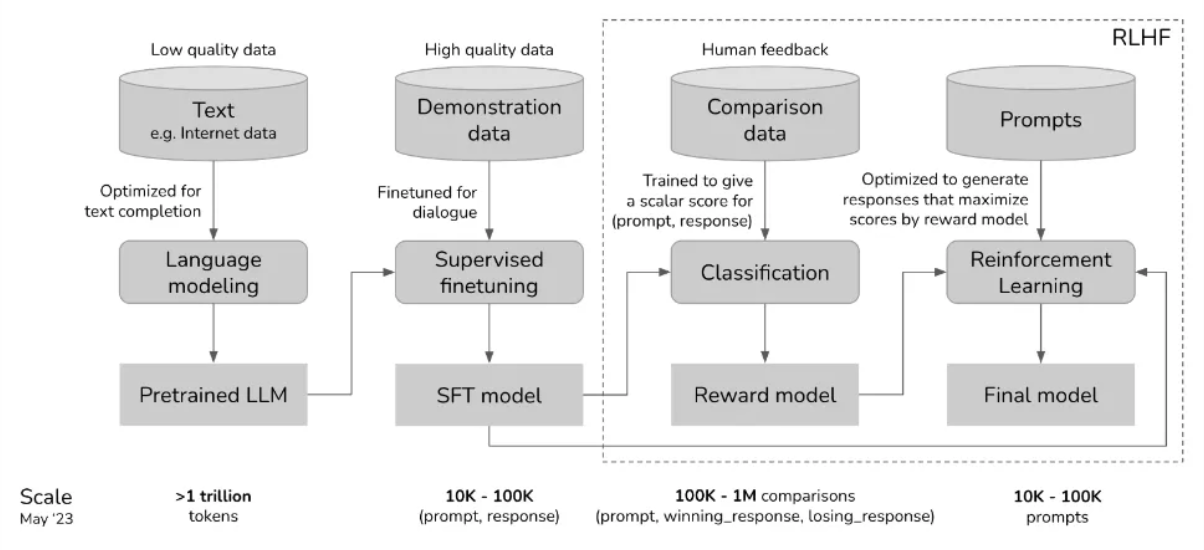 RLHF
Low quality data
Text
e.g. Internet data
Optimized for
text completion
Language
modeling
Pretrained LLM
High quality data
Demonstration
data
Finetuned for
dialogue
Supervised
finetuning
SFT model
Human feedback
Comparison
data
Trained to give
a scalar score for
(prompt, response)
Classification
Reward model
Prompts
Optimized to generate
responses that maximize
scores by reward model
Reinforcement
Learning
Final model
Scale
May '23
>1 trillion
tokens
10K - 100K
(prompt, response)
100K - 1M comparisons
(prompt, winning_response, losing_response)
10K - 100K
prompts